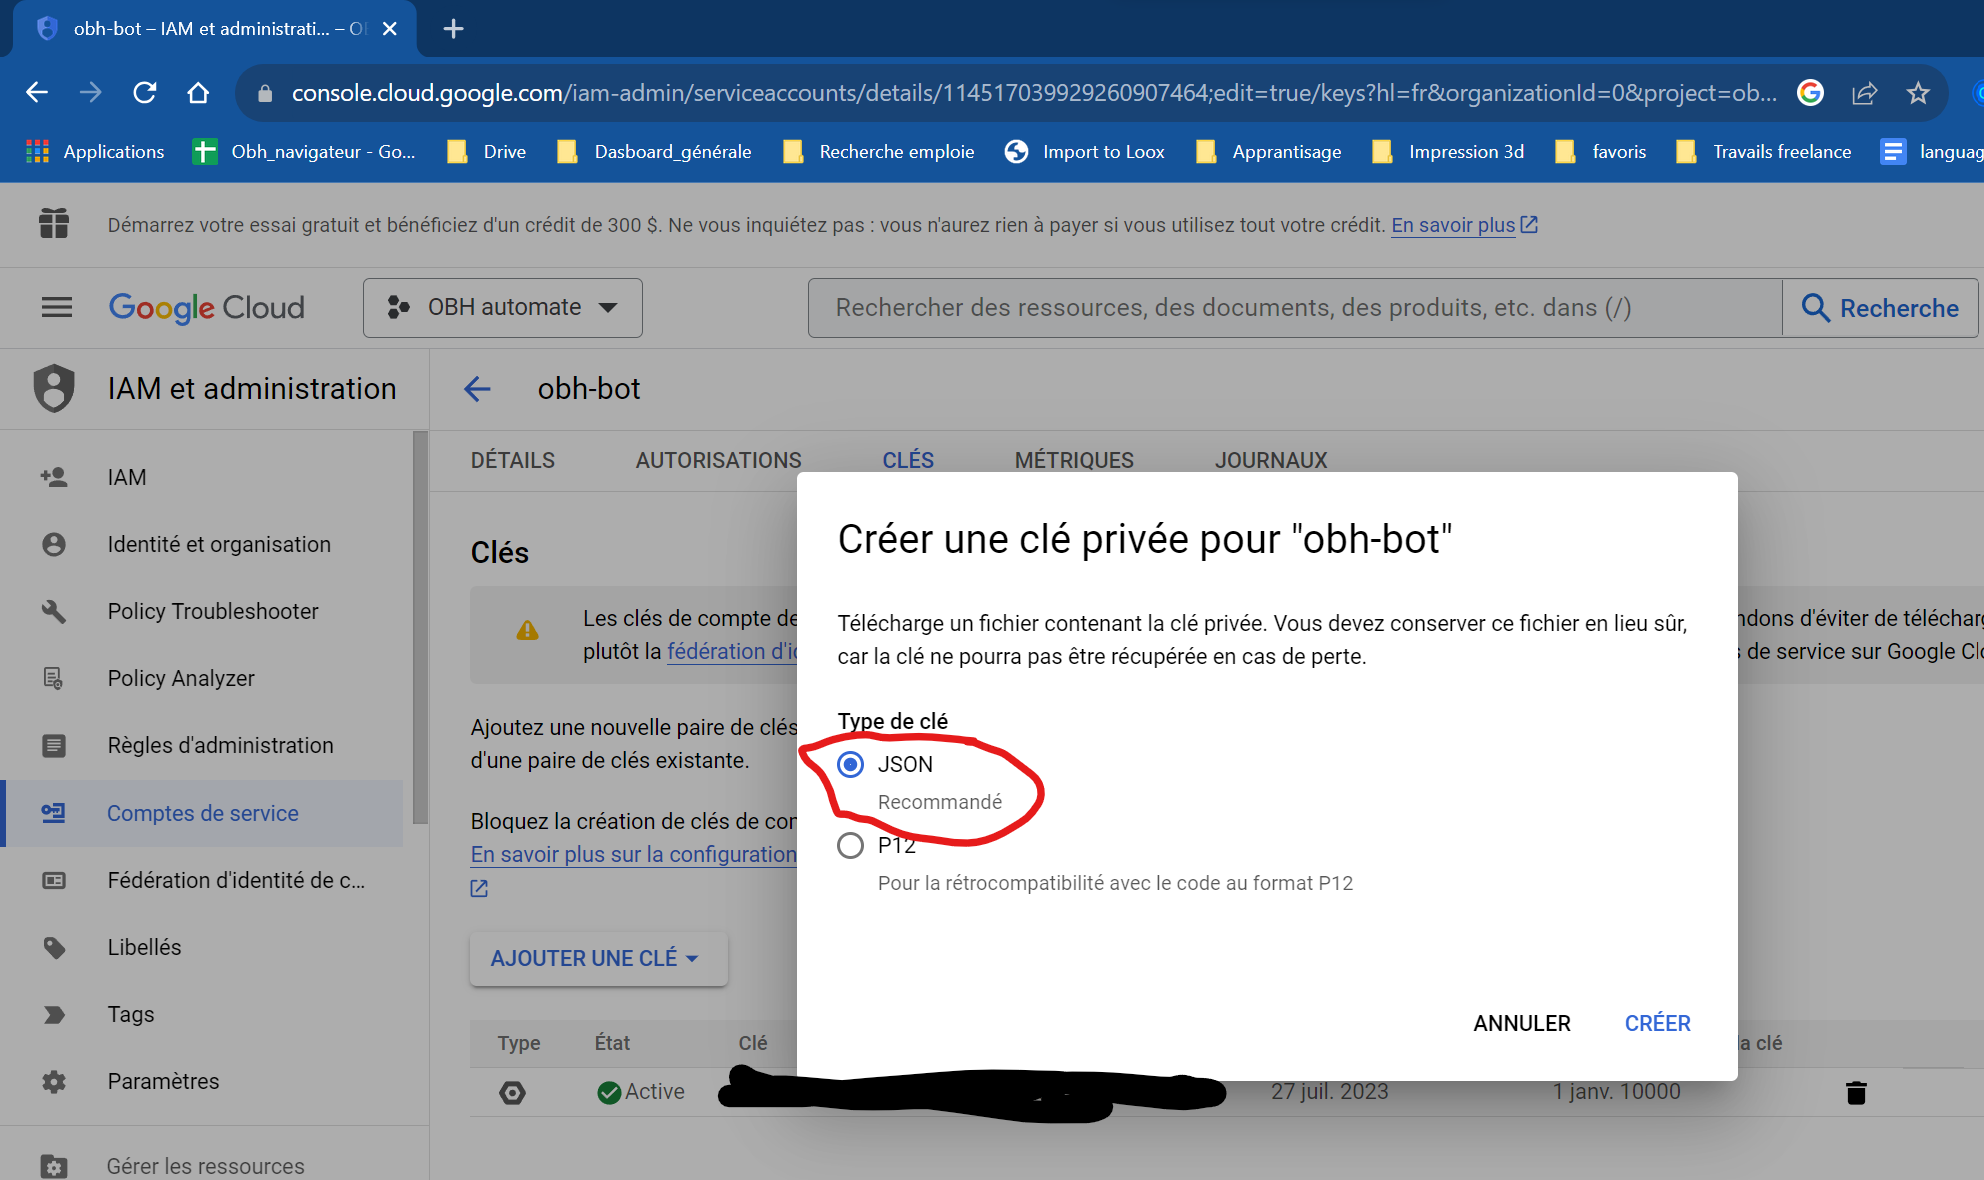 obh-bot – IAM et administrati... – O
console.cloud.google.com/iam-admin/serviceaccounts/details/114517039929260907464;edit=true/keys?hl=fr&organizationId=0&project=ob...
Applications
Obh_navigateur - Go...
Drive
Dasboard_générale
Recherche emploie
Import to Loox
Apprantisage
Impression 3d
favoris
Travails freelance
languag
Démarrez votre essai gratuit et bénéficiez d'un crédit de 300 $. Ne vous inquiétez pas : vous n'aurez rien à payer si vous utilisez tout votre crédit. En savoir plus
Google Cloud
OBH automate
Rechercher des ressources, des documents, des produits, etc. dans (/)
Recherche
IAM et administration
obh-bot
IAM
Identité et organisation
Policy Troubleshooter
Policy Analyzer
Règles d'administration
Comptes de service
Fédération d'identité de c...
Libellés
Tags
Paramètres
Gérer les ressources
DÉTAILS
AUTORISATIONS
CLÉS
MÉTRIQUES
JOURNAUX
Clés
Les clés de compte de
ndons d'éviter de télécharg
plutôt la fédération d'i
s de service sur Google Cl
Ajoutez une nouvelle paire de clés
d'une paire de clés existante.
Bloquez la création de clés de con
En savoir plus sur la configuration
AJOUTER UNE CLÉ
Type
État
Clé
la clé
Active
27 juil. 2023
1 janv. 10000
Créer une clé privée pour "obh-bot"
Télécharge un fichier contenant la clé privée. Vous devez conserver ce fichier en lieu sûr,
car la clé ne pourra pas être récupérée en cas de perte.
Type de clé
JSON
Recommandé
P12
Pour la rétrocompatibilité avec le code au format P12
ANNULER
CRÉER